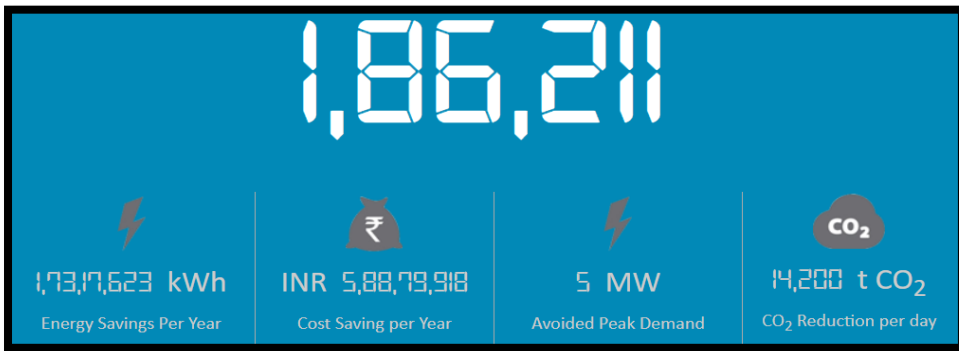 1,86,211
₹
CO₂
1,73,17,623 kWh
INR 5,88,79,918
5 MW
14,200 t CO₂
Energy Savings Per Year
Cost Saving per Year
Avoided Peak Demand
CO₂ Reduction per day